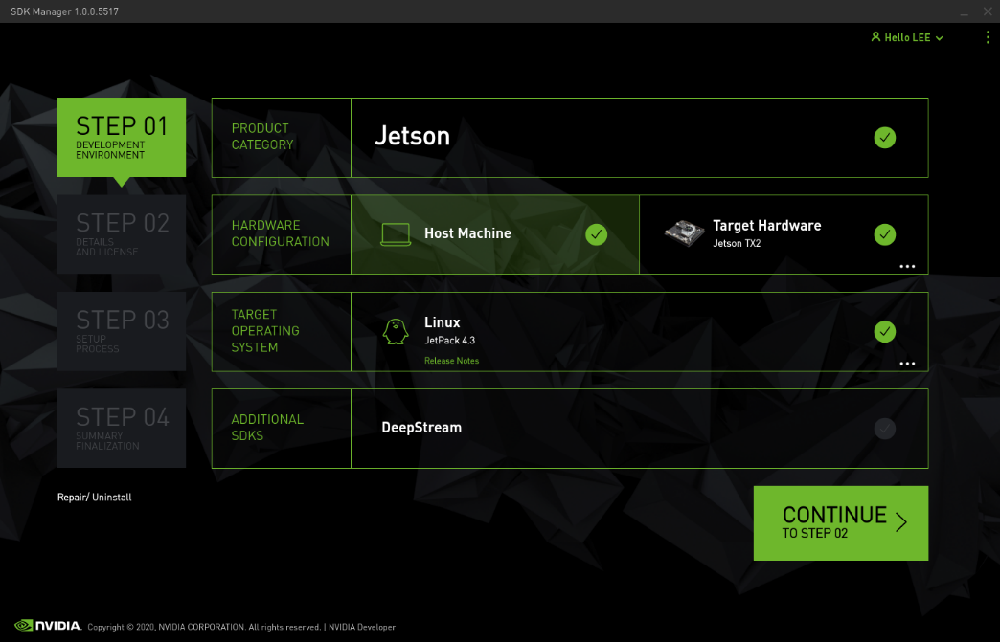 SDK Manager 1.0.0.5517
Hello LEE
STEP 01
DEVELOPMENT
ENVIRONMENT
PRODUCT
CATEGORY
Jetson
STEP 02
DETAILS
AND LICENSE
HARDWARE
CONFIGURATION
Host Machine
Target Hardware
Jetson TX2
STEP 03
SETUP
PROCESS
TARGET
OPERATING
SYSTEM
Linux
JetPack 4.3
Release Notes
STEP 04
SUMMARY
FINALIZATION
ADDITIONAL
SDKS
DeepStream
Repair/ Uninstall
CONTINUE
TO STEP 02
NVIDIA. Copyright © 2020, NVIDIA CORPORATION. All rights reserved. | NVIDIA Developer